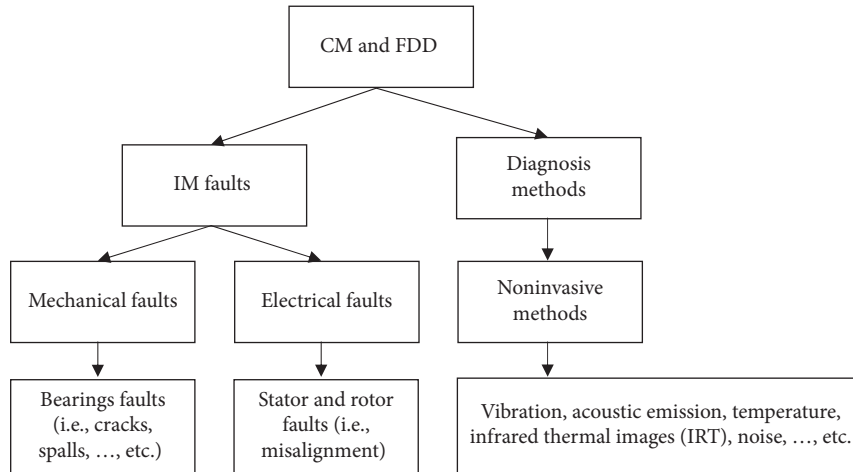 CM and FDD
IM faults
Diagnosis
methods
Mechanical faults
Electrical faults
Noninvasive
methods
Bearings faults
(i.e., cracks,
spalls, …, etc.)
Stator and rotor
faults (i.e.,
misalignment)
Vibration, acoustic emission, temperature,
infrared thermal images (IRT), noise, …, etc.